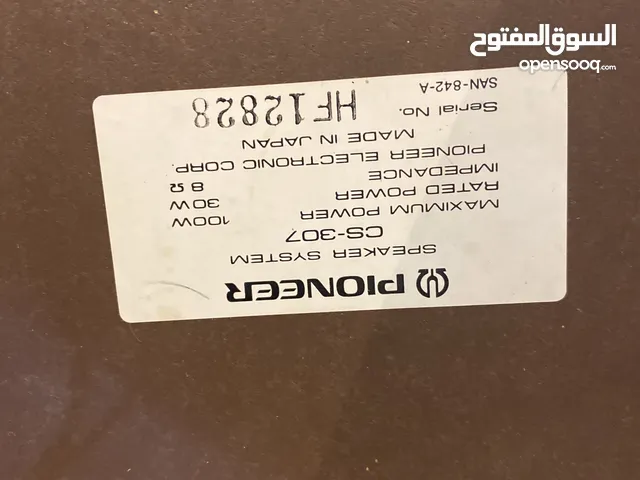 السوق المفتوح
opensooq.com
PIONEER
SPEAKER SYSTEM
CS-307
MAXIMUM POWER 100W
RATED POWER 30W
IMPEDANCE 8 Ω
PIONEER ELECTRONIC CORP.
MADE IN JAPAN
Serial No. HF12828
SAN-842-A